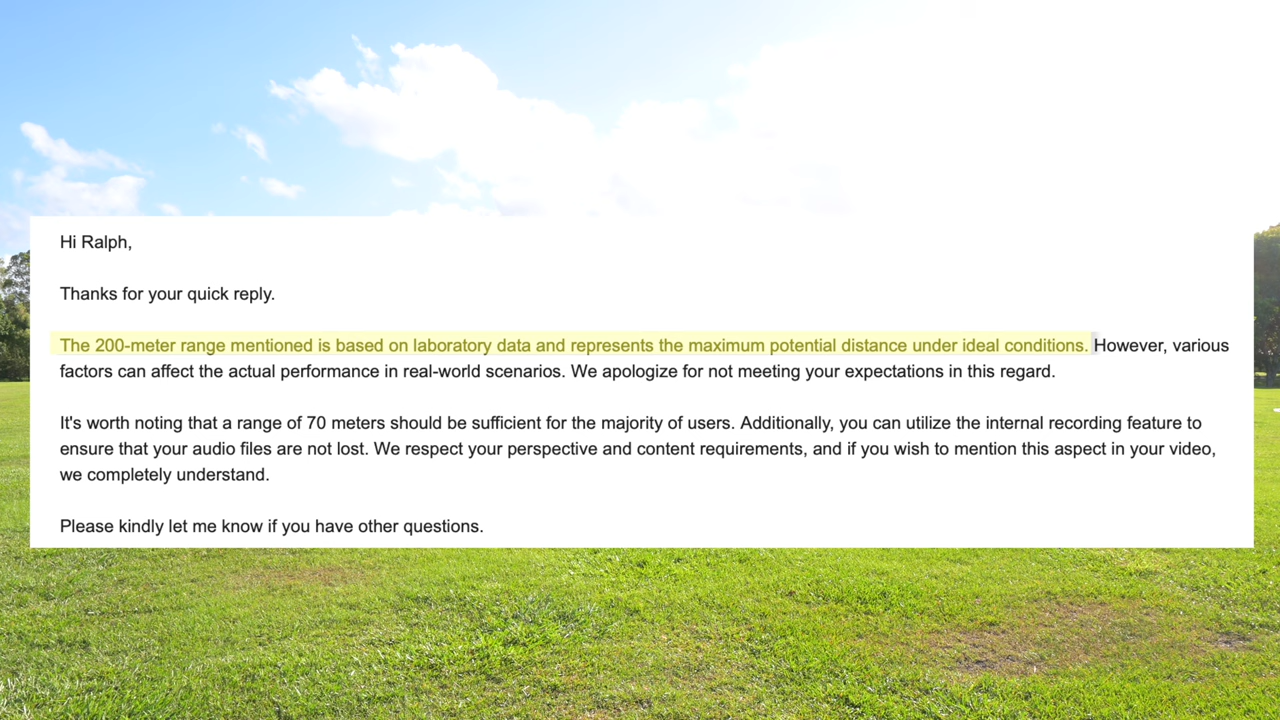 Hi Ralph,
Thanks for your quick reply.
The 200-meter range mentioned is based on laboratory data and represents the maximum potential distance under ideal conditions. However, various
factors can affect the actual performance in real-world scenarios. We apologize for not meeting your expectations in this regard.
It's worth noting that a range of 70 meters should be sufficient for the majority of users. Additionally, you can utilize the internal recording feature to
ensure that your audio files are not lost. We respect your perspective and content requirements, and if you wish to mention this aspect in your video,
we completely understand.
Please kindly let me know if you have other questions.